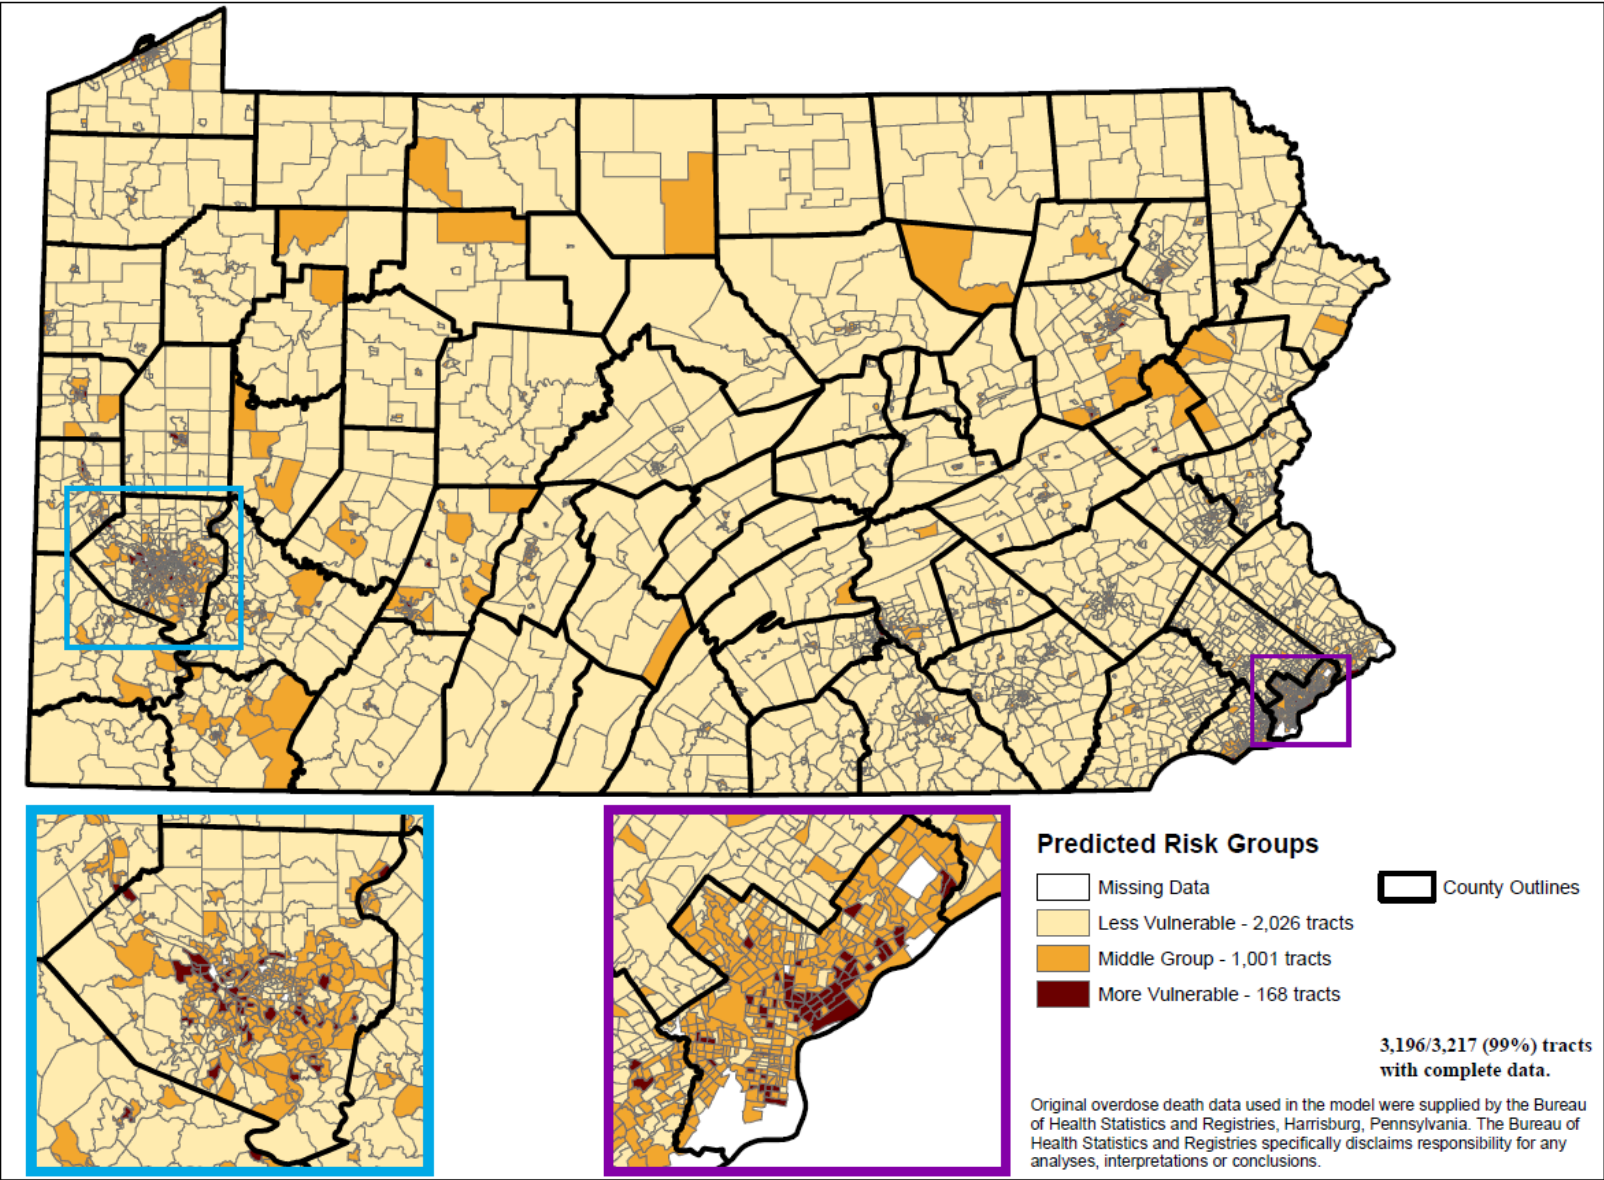 Predicted Risk Groups
Missing Data
County Outlines
Less Vulnerable - 2,026 tracts
Middle Group - 1,001 tracts
More Vulnerable - 168 tracts
3,196/3,217 (99%) tracts
with complete data.
Original overdose death data used in the model were supplied by the Bureau
of Health Statistics and Registries, Harrisburg, Pennsylvania. The Bureau of
Health Statistics and Registries specifically disclaims responsibility for any
analyses, interpretations or conclusions.